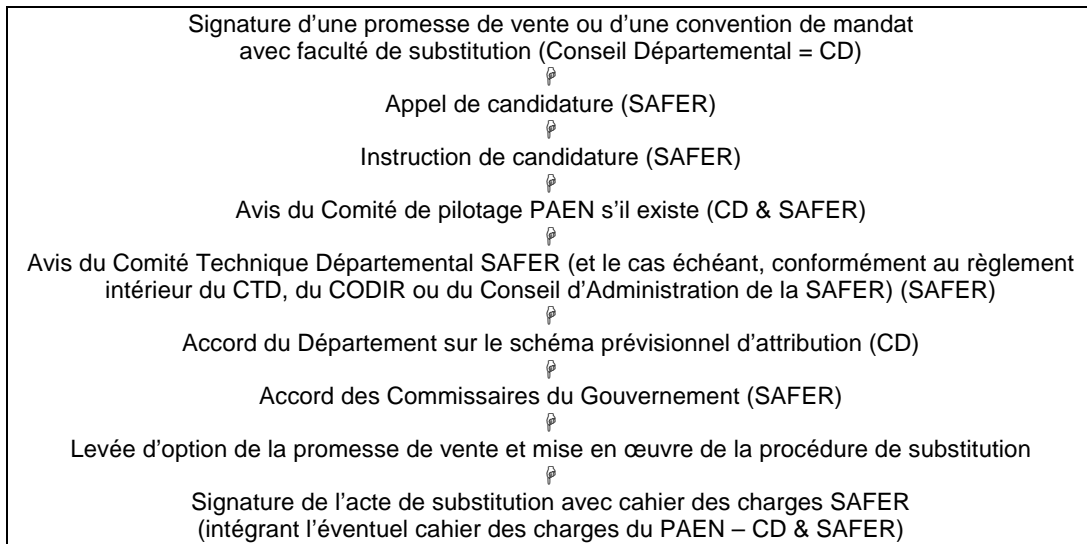 Signature d'une promesse de vente ou d'une convention de mandat
avec faculté de substitution (Conseil Départemental = CD)
Appel de candidature (SAFER)
Instruction de candidature (SAFER)
Avis du Comité de pilotage PAEN s'il existe (CD & SAFER)
Avis du Comité Technique Départemental SAFER (et le cas échéant, conformément au règlement
intérieur du CTD, du CODIR ou du Conseil d'Administration de la SAFER) (SAFER)
Accord du Département sur le schéma prévisionnel d'attribution (CD)
Accord des Commissaires du Gouvernement (SAFER)
Levée d'option de la promesse de vente et mise en œuvre de la procédure de substitution
Signature de l'acte de substitution avec cahier des charges SAFER
(intégrant l'éventuel cahier des charges du PAEN – CD & SAFER)